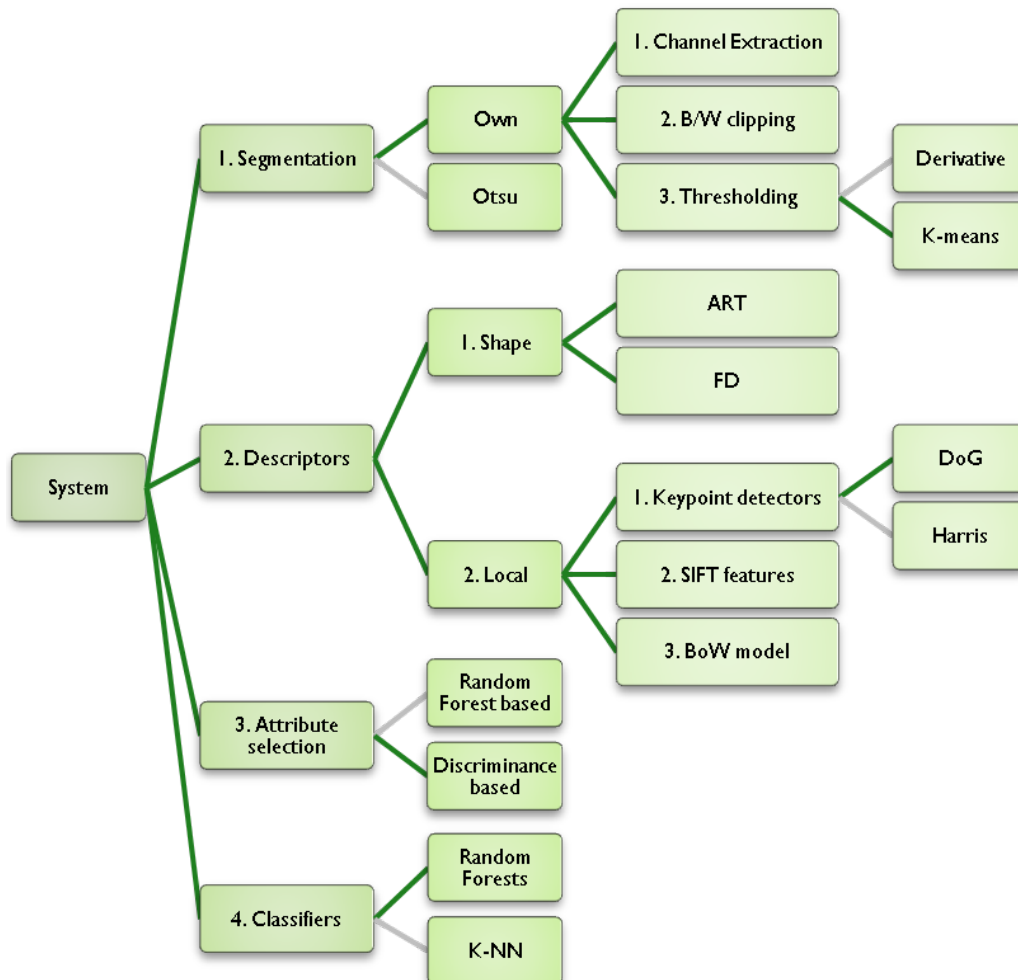 1. Channel Extraction
Own
2. B/W clipping
1. Segmentation
Derivative
Otsu
3. Thresholding
K-means
ART
1. Shape
FD
2. Descriptors
DoG
System
1. Keypoint detectors
Harris
2. Local
2. SIFT features
3. BoW model
Random
Forest based
3. Attribute
selection
Discriminance
based
Random
Forests
4. Classifiers
K-NN